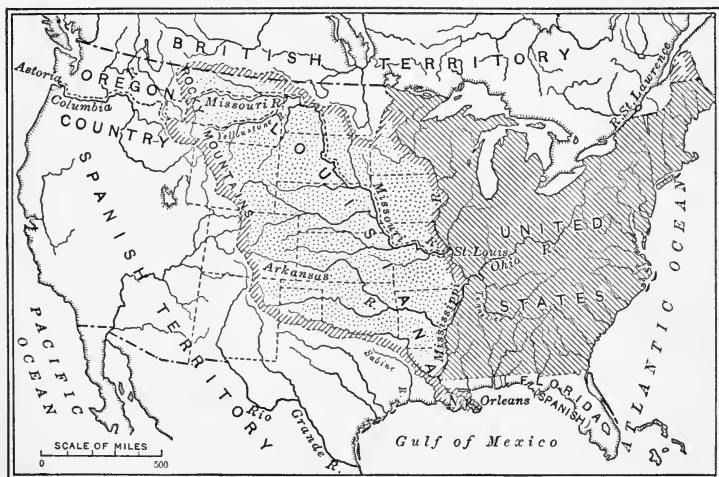 BRITISH TERRITORY
Astoria
OREGON
COUNTRY
Columbia
R.
ROCKY MOUNTAINS
Missouri R.
Yellowstone
LOUISIANA
Missouri
R.
R. St. Lawrence
SPANISH TERRITORY
St. Louis
Ohio R.
UNITED
STATES
Mississippi
R.
Arkansas
R.
Sabine
R.
Rio Grande R.
N. Orleans
FLORIDA
(SPANISH)
Gulf of Mexico
PACIFIC
OCEAN
ATLANTIC OCEAN
SCALE OF MILES
0 500